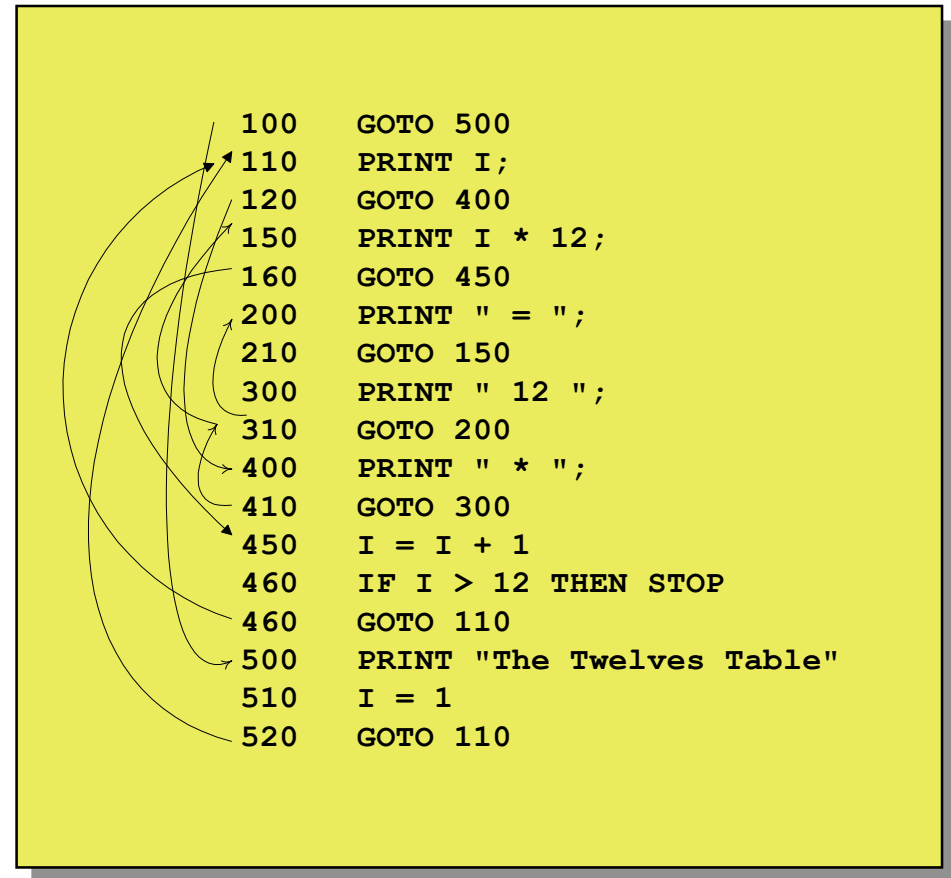 100 GOTO 500
110 PRINT I;
120 GOTO 400
150 PRINT I * 12;
160 GOTO 450
200 PRINT " = ";
210 GOTO 150
300 PRINT " 12 ";
310 GOTO 200
400 PRINT " * ";
410 GOTO 300
450 I = I + 1
460 IF I > 12 THEN STOP
460 GOTO 110
500 PRINT "The Twelves Table"
510 I = 1
520 GOTO 110